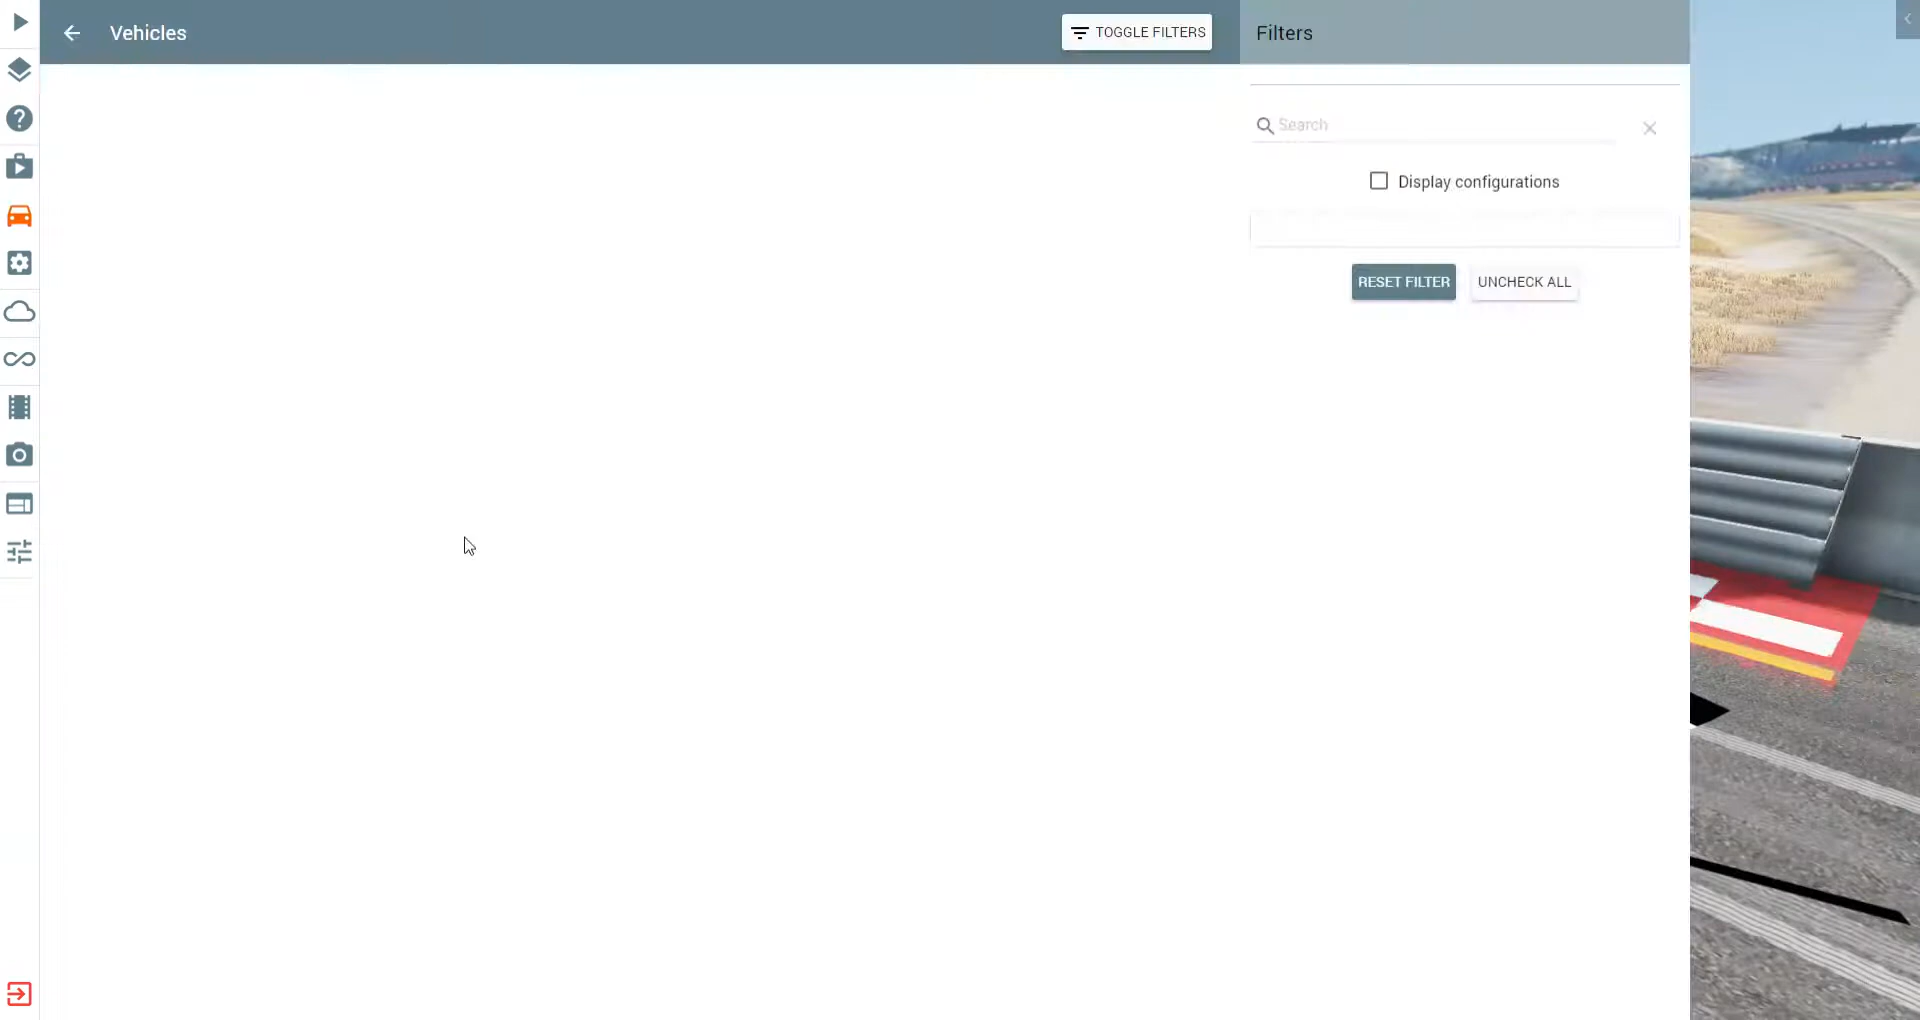 Vehicles
TOGGLE FILTERS
Filters
Search
Display configurations
RESET FILTER
UNCHECK ALL